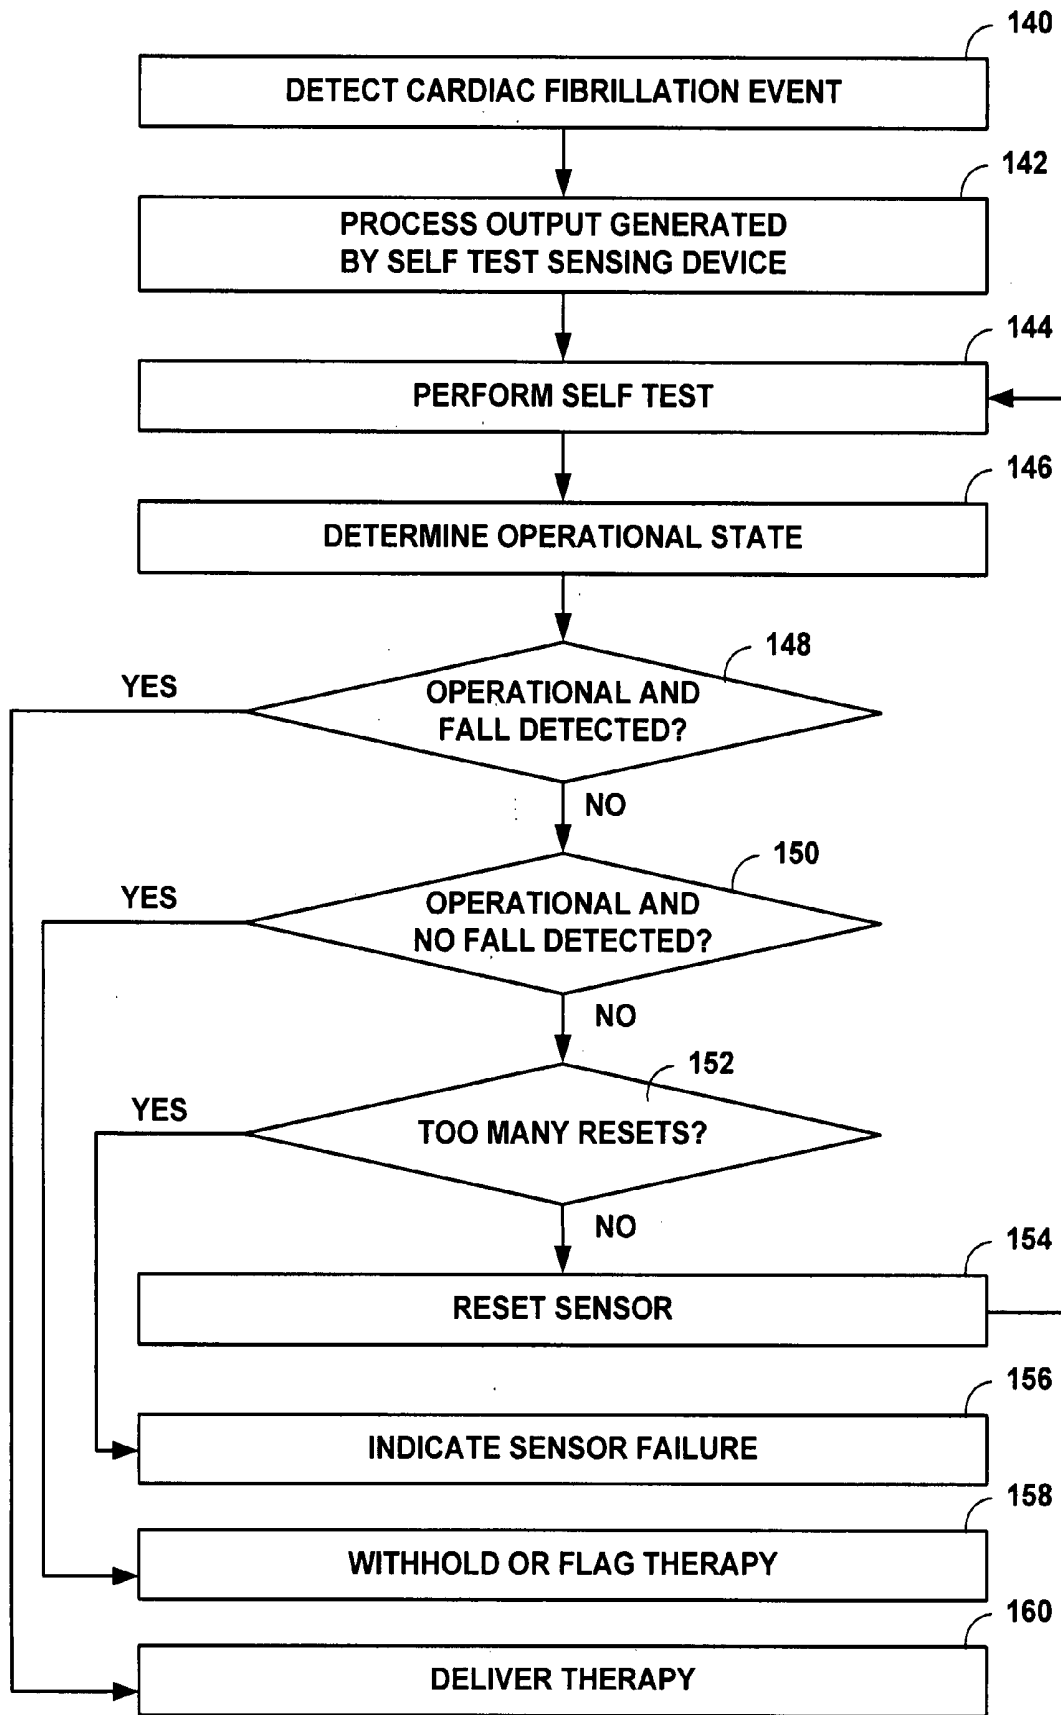 140
DETECT CARDIAC FIBRILLATION EVENT
142
PROCESS OUTPUT GENERATED
BY SELF TEST SENSING DEVICE
144
PERFORM SELF TEST
146
DETERMINE OPERATIONAL STATE
148
YES
OPERATIONAL AND
FALL DETECTED?
NO
150
YES
OPERATIONAL AND
NO FALL DETECTED?
NO
152
YES
TOO MANY RESETS?
NO
154
RESET SENSOR
156
INDICATE SENSOR FAILURE
158
WITHHOLD OR FLAG THERAPY
160
DELIVER THERAPY